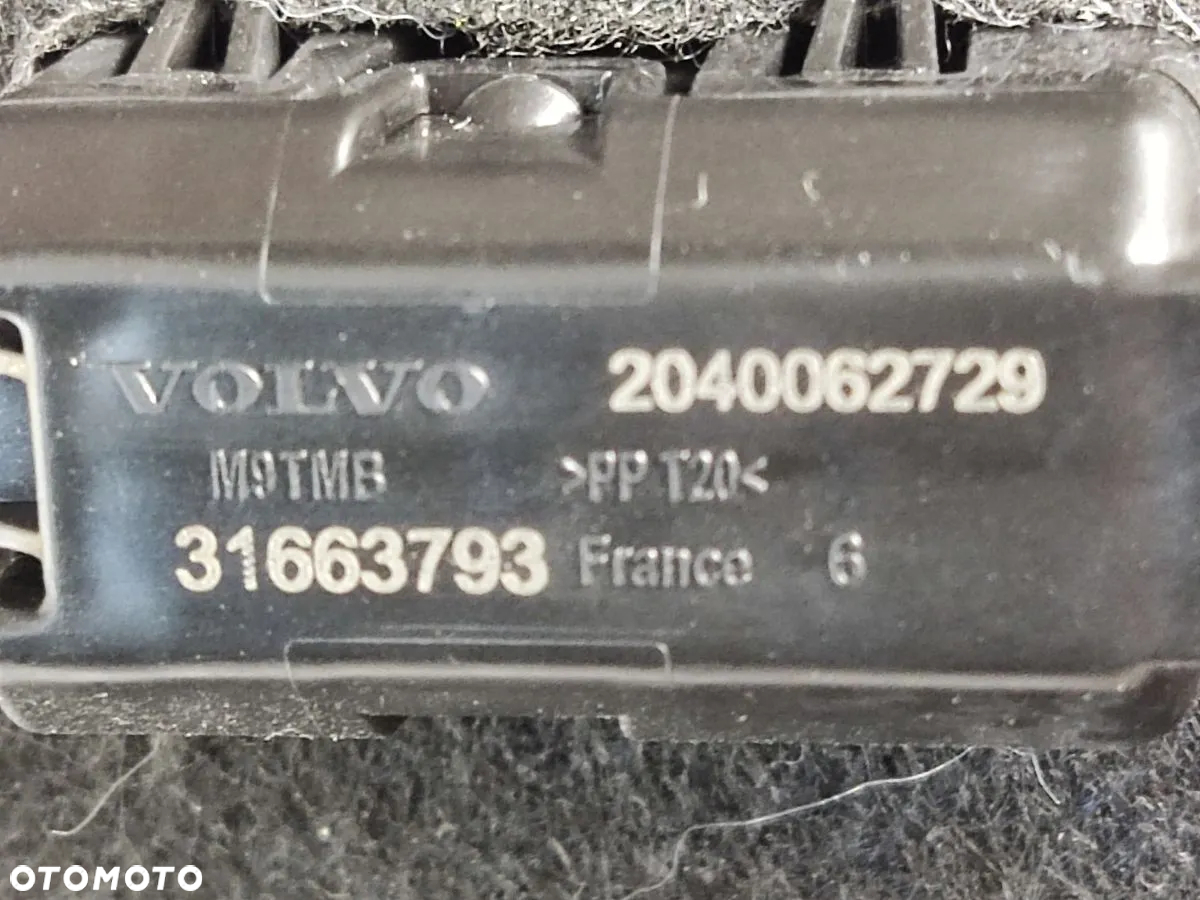 VOLVO 2040062729
M9TMB >PP T20<
31663793 France 6
OTOMOTO